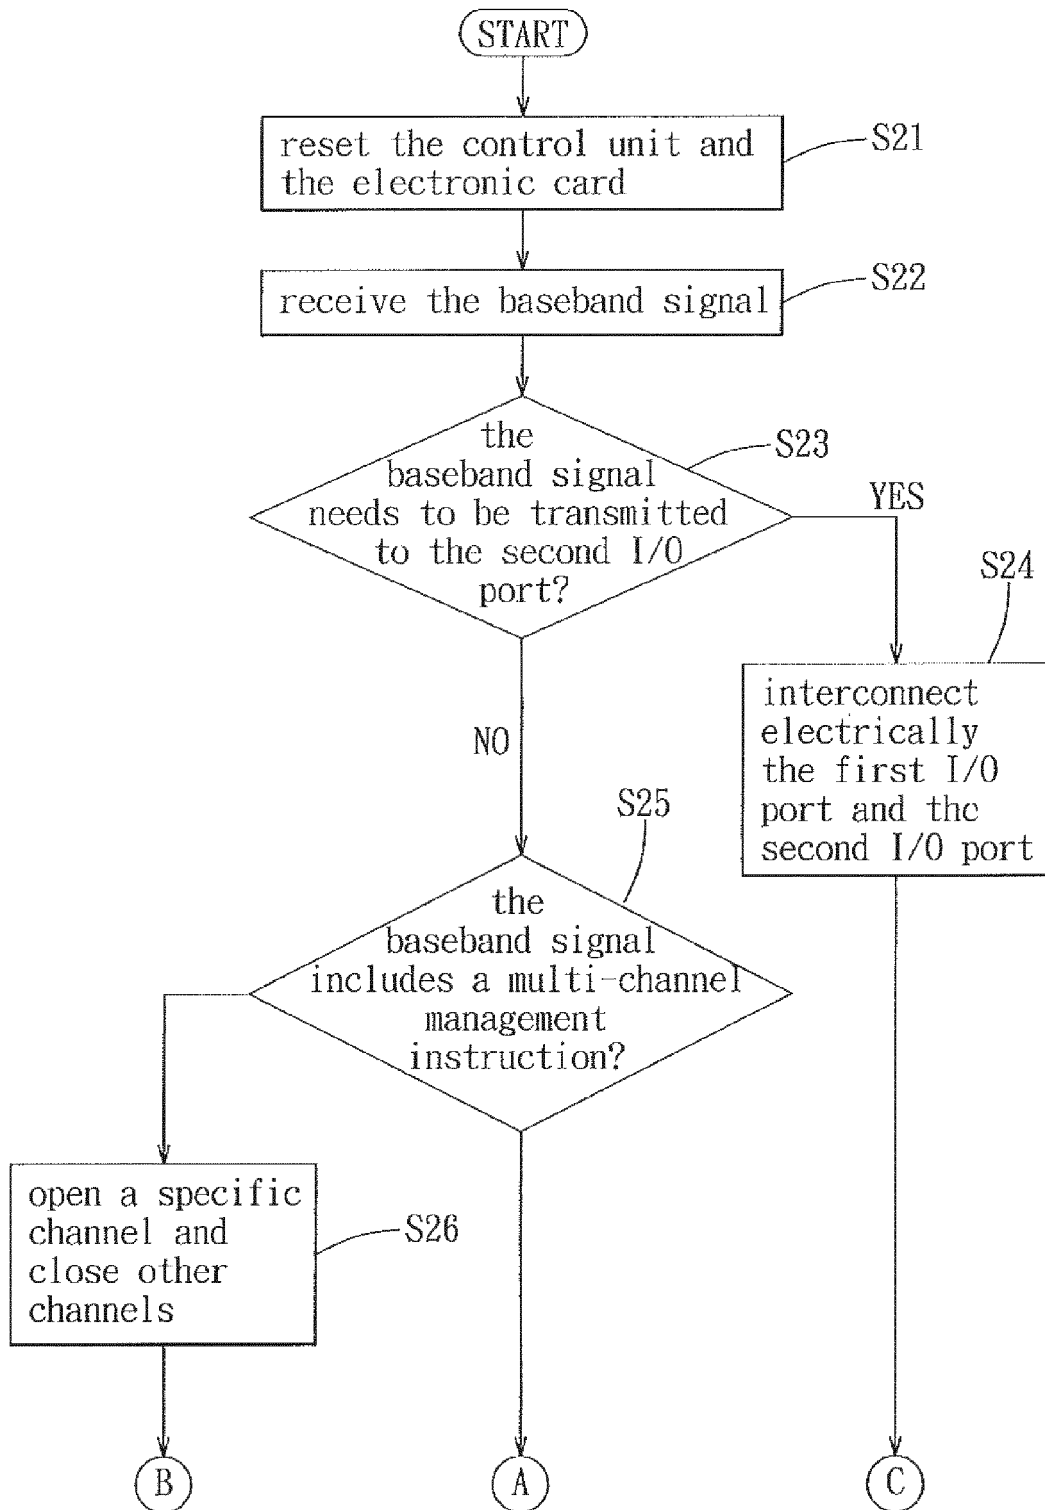 START
reset the control unit and
the electronic card
S21
receive the baseband signal
S22
the
baseband signal
needs to be transmitted
to the second I/O
port?
S23
YES
S24
interconnect
electrically
the first I/O
port and the
second I/O port
NO
S25
the
baseband signal
includes a multi-channel
management
instruction?
open a specific
channel and
close other
channels
S26
B
A
C